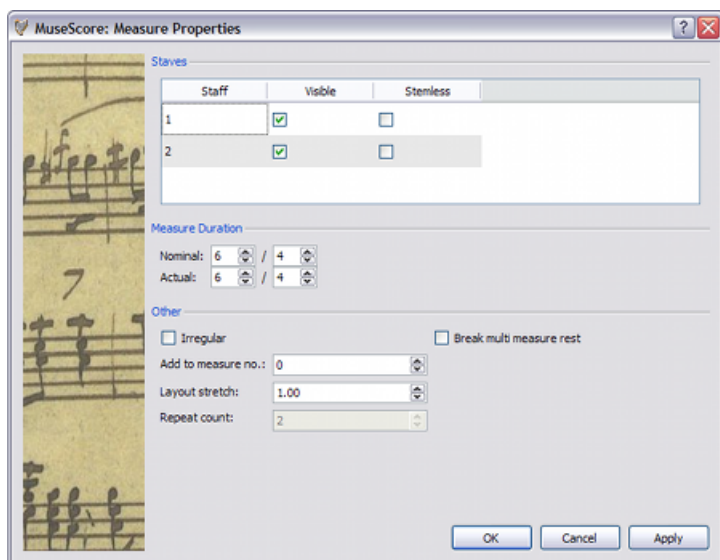 MuseScore: Measure Properties
Staves
Staff Visible Stemless
1
2
Measure Duration
Nominal: 6 / 4
Actual: 6 / 4
Other
Irregular Break multi measure rest
Add to measure no.: 0
Layout stretch: 1.00
Repeat count: 2
7
OK Cancel Apply